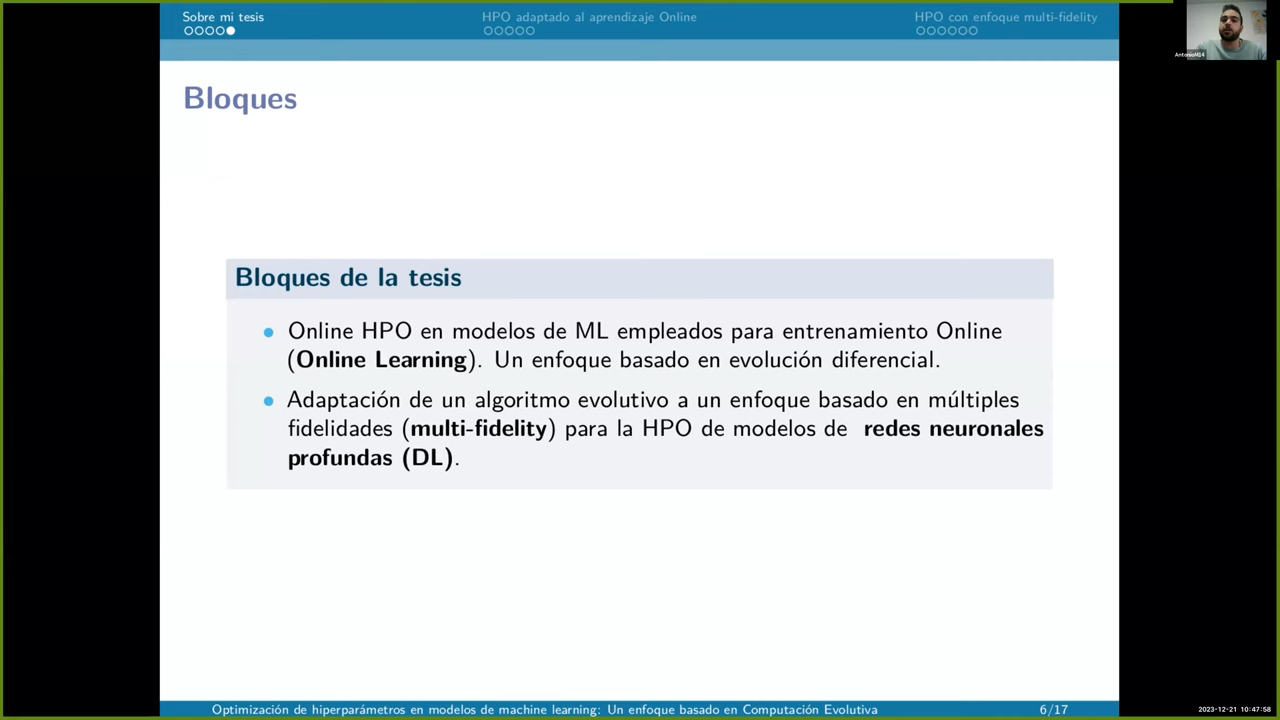 Sobre mi tesis
HPO adaptado al aprendizaje Online
HPO con enfoque multi-fidelity
AntonioM14
Bloques
Bloques de la tesis
Online HPO en modelos de ML empleados para entrenamiento Online
(Online Learning). Un enfoque basado en evolución diferencial.
Adaptación de un algoritmo evolutivo a un enfoque basado en múltiples
fidelidades (multi-fidelity) para la HPO de modelos de redes neuronales
profundas (DL).
Optimización de hiperparámetros en modelos de machine learning: Un enfoque basado en Computación Evolutiva
6/17
2023-12-21 10:47:58